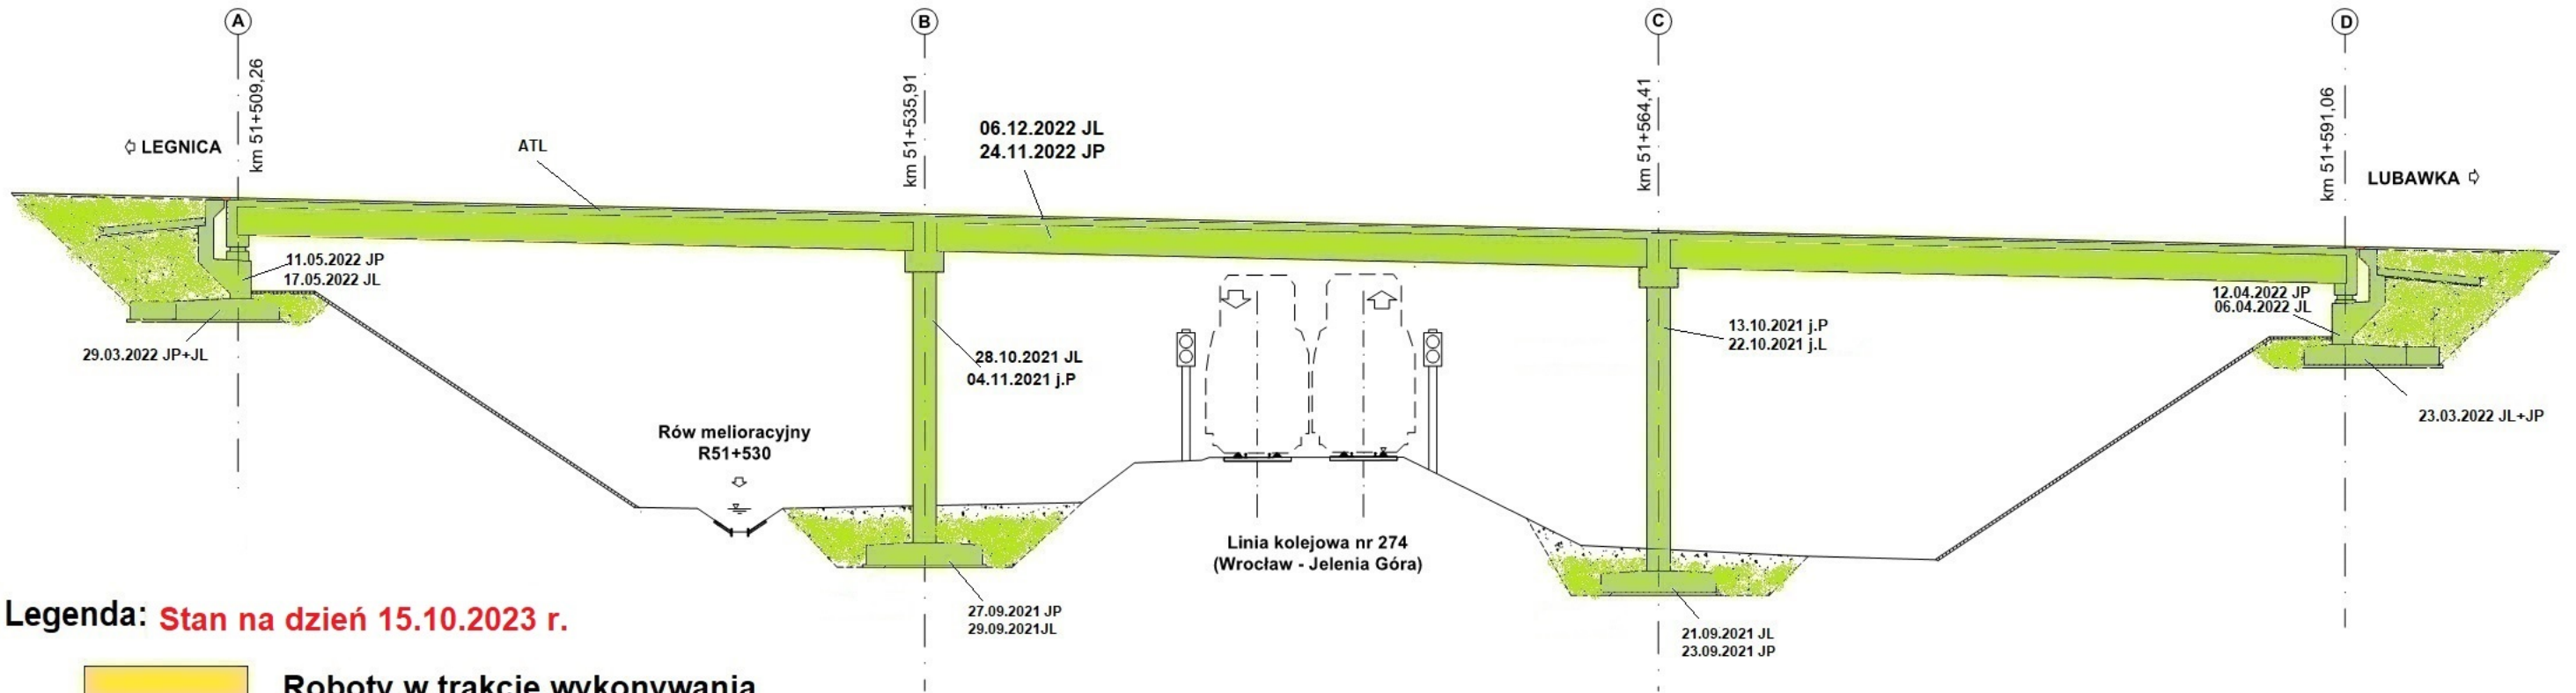 A
B
C
D
km 51+509,26
km 51+535,91
km 51+564,41
km 51+591,06
LEGNICA
ATL
06.12.2022 JL
24.11.2022 JP
LUBAWKA
11.05.2022 JP
17.05.2022 JL
29.03.2022 JP+JL
28.10.2021 JL
04.11.2021 j.P
13.10.2021 j.P
22.10.2021 j.L
12.04.2022 JP
06.04.2022 JL
23.03.2022 JL+JP
Rów melioracyjny
R51+530
Linia kolejowa nr 274
(Wrocław - Jelenia Góra)
27.09.2021 JP
29.09.2021JL
21.09.2021 JL
23.09.2021 JP
Legenda: Stan na dzień 15.10.2023 r.
Roboty w trakcie wykonywania